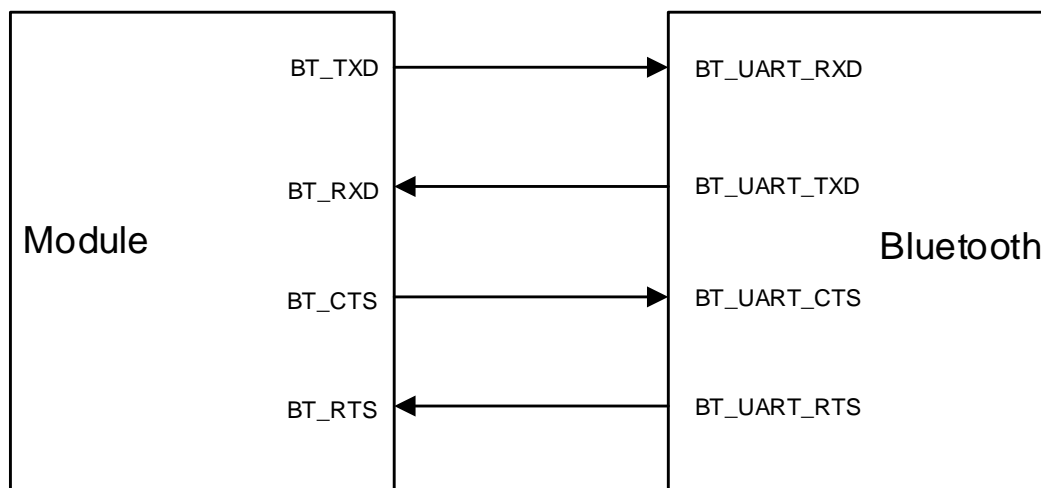 BT_TXD BT_UART_RXD
BT_RXD BT_UART_TXD
Module Bluetooth
BT_CTS BT_UART_CTS
BT_RTS BT_UART_RTS